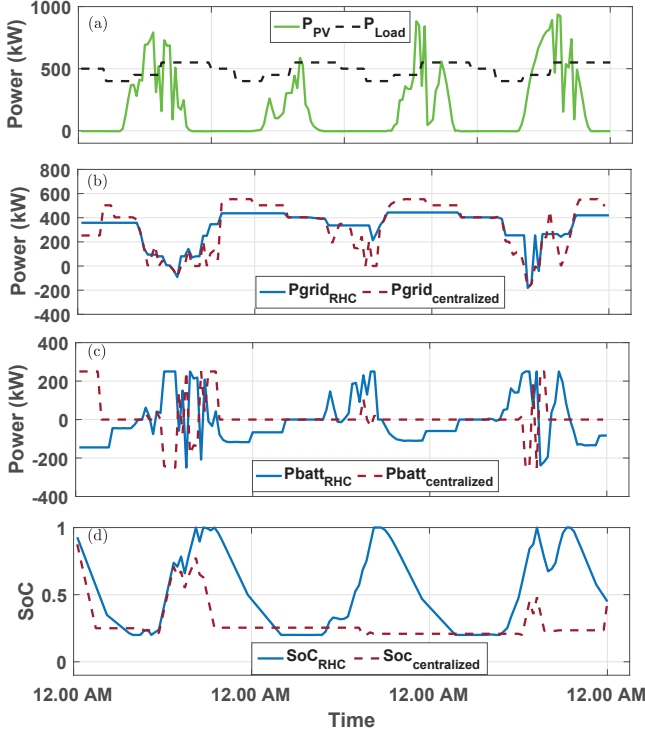 (a)
P_PV P_Load
Power (kW)
1000
500
0
(b)
Power (kW)
800
600
400
200
0
-200
-400
Pgrid_RHC Pgrid_centralized
(c)
Power (kW)
400
200
0
-200
-400
Pbatt_RHC Pbatt_centralized
(d)
SoC
1
0.5
0
SoC_RHC Soc_centralized
12.00 AM 12.00 AM 12.00 AM 12.00 AM
Time